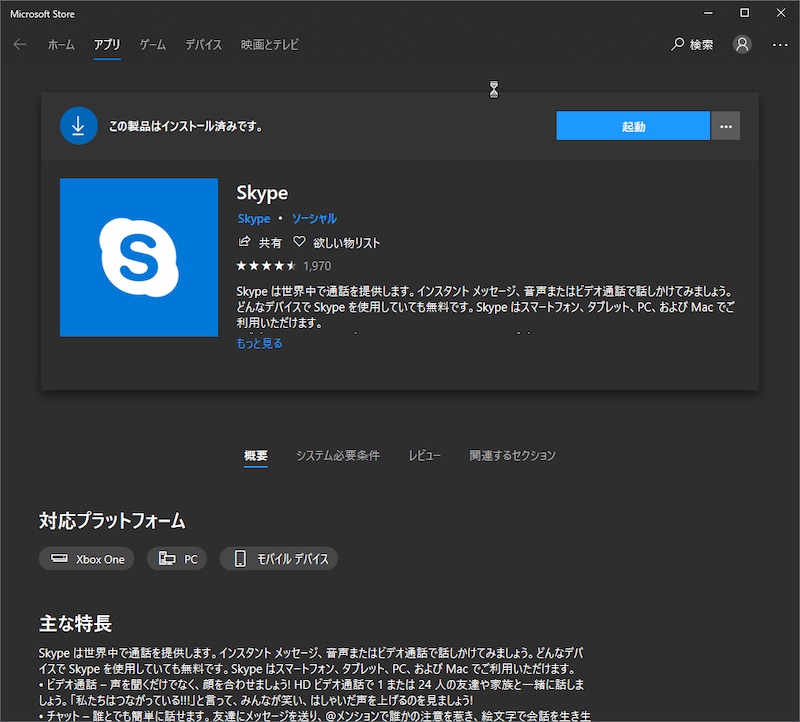 Microsoft Store
ホーム アプリ ゲーム デバイス 映画とテレビ 検索
この製品はインストール済みです。
起動
S
Skype
Skype • ソーシャル
共有 欲しい物リスト
1,970
Skype は世界中で通話を提供します。インスタント メッセージ、音声またはビデオ通話で話しかけてみましょう。
どんなデバイスで Skype を使用していても無料です。Skype はスマートフォン、タブレット、PC、および Mac でご
利用いただけます。
もっと見る
概要 システム必要条件 レビュー 関連するセクション
対応プラットフォーム
Xbox One PC モバイル デバイス
主な特長
Skype は世界中で通話を提供します。インスタント メッセージ、音声またはビデオ通話で話しかけてみましょう。どんなデバ
イスで Skype を使用していても無料です。Skype はスマートフォン、タブレット、PC、および Mac でご利用いただけます。
• ビデオ通話 – 声を聞くだけでなく、顔を合わせましょう! HD ビデオ通話で 1 または 24 人の友達や家族と一緒に話しま
しょう。「私たちはつながっている!!!」と言って、みんなが笑い、はしゃいだ声を上げるのを見ましょう!
• チャット – 誰とでも簡単に話せます。友達にメッセージを送り、@メンションで誰かの注意を惹き、絵文字で会話を生き生